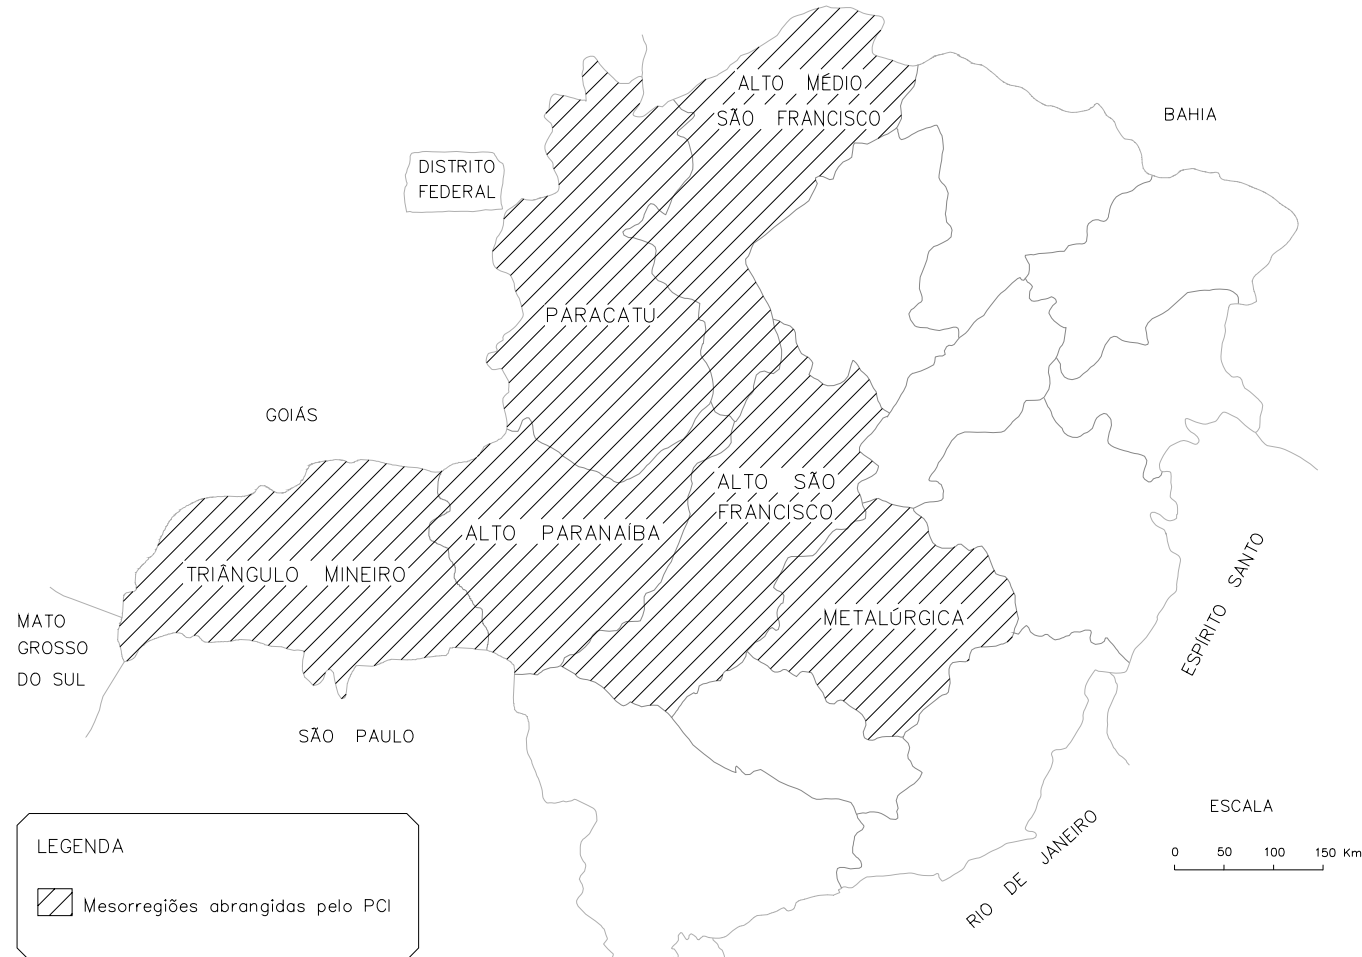 ALTO MÉDIO
SÃO FRANCISCO
BAHIA
DISTRITO
FEDERAL
PARACATU
GOIÁS
ALTO SÃO
FRANCISCO
ALTO PARANAÍBA
TRIÂNGULO MINEIRO
METALÚRGICA
ESPÍRITO SANTO
MATO
GROSSO
DO SUL
SÃO PAULO
RIO DE JANEIRO
ESCALA
0 50 100 150 Km
LEGENDA
Mesorregiões abrangidas pelo PCI